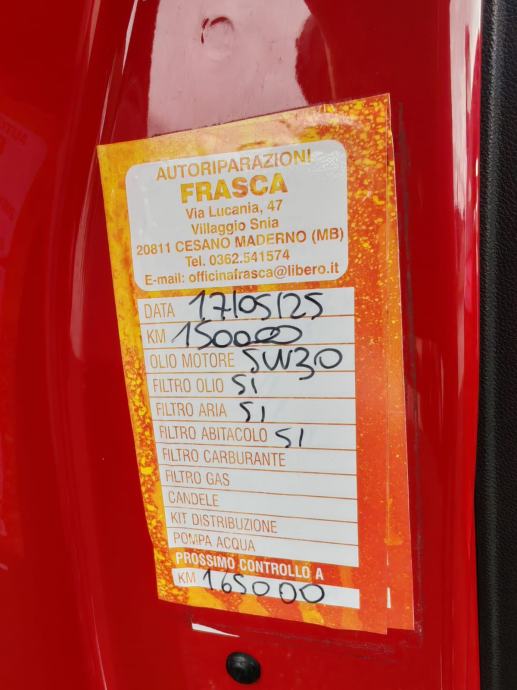 AUTORIPARAZIONI
FRASCA
Via Lucania, 47
Villaggio Snia
20811 CESANO MADERNO (MB)
Tel. 0362.541574
E-mail: officinafrasca@libero.it
DATA 17/05/25
KM 150000
OLIO MOTORE 5W30
FILTRO OLIO SI
FILTRO ARIA SI
FILTRO ABITACOLO SI
FILTRO CARBURANTE
FILTRO GAS
CANDELE
KIT DISTRIBUZIONE
POMPA ACQUA
PROSSIMO CONTROLLO A
KM 165000